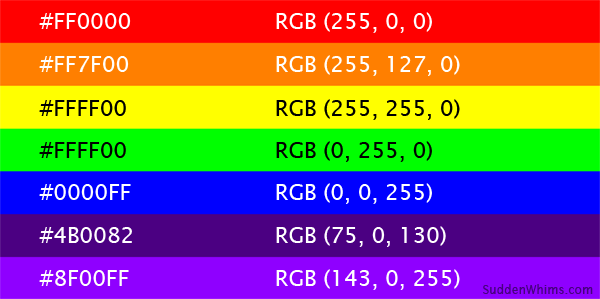 #FF0000 RGB (255, 0, 0)
#FF7F00 RGB (255, 127, 0)
#FFFF00 RGB (255, 255, 0)
#FFFF00 RGB (0, 255, 0)
#0000FF RGB (0, 0, 255)
#4B0082 RGB (75, 0, 130)
#8F00FF RGB (143, 0, 255)
SuddenWhims.com